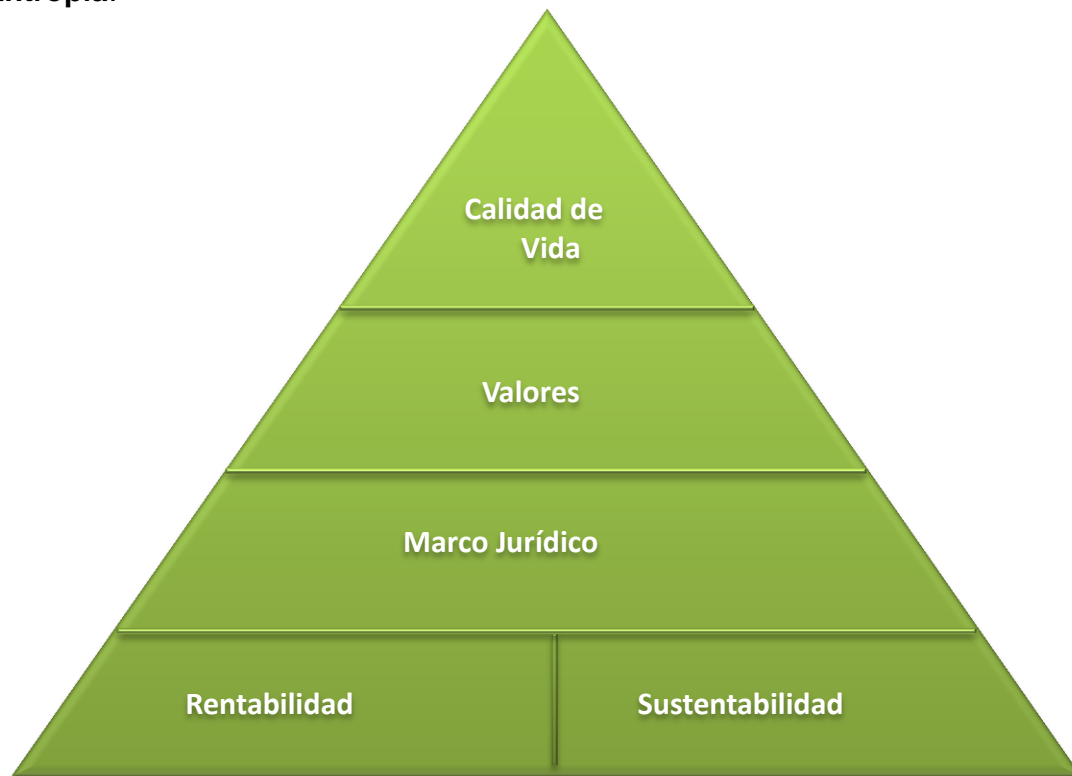 Calidad de
Vida
Valores
Marco Jurídico
Rentabilidad
Sustentabilidad